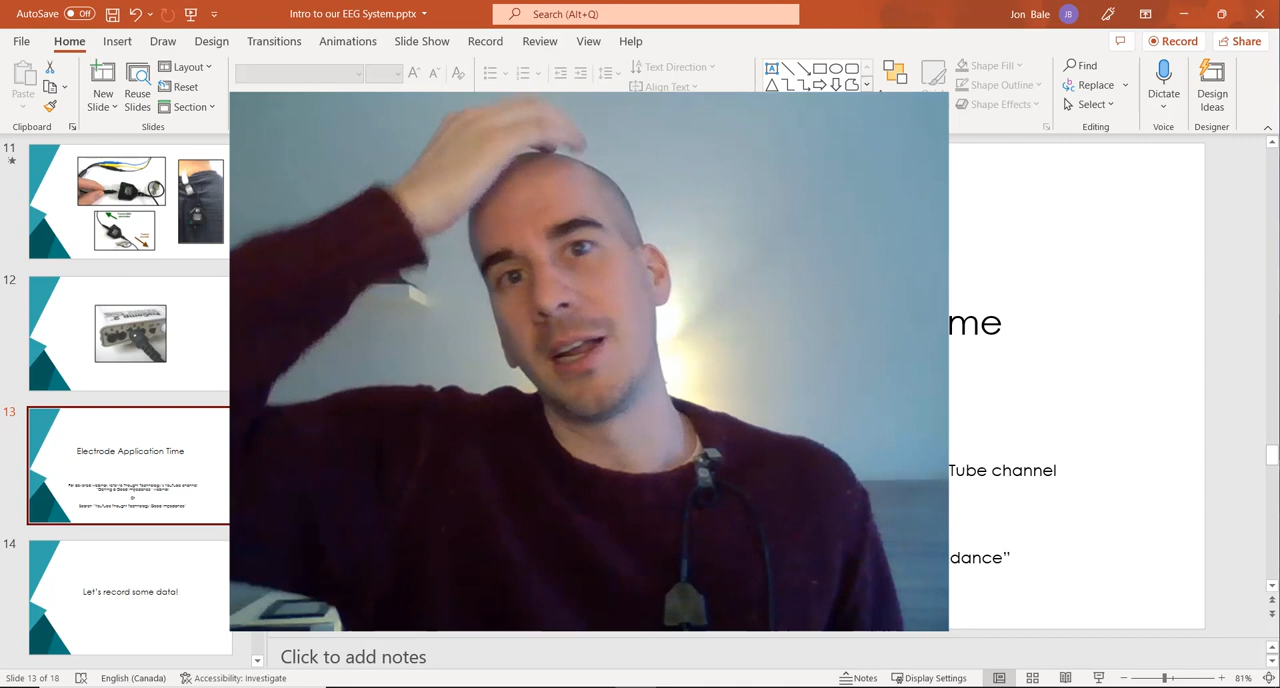 AutoSave Off
Intro to our EEG System.pptx
Search (Alt+Q)
Jon Bale JB
File Home Insert Draw Design Transitions Animations Slide Show Record Review View Help
Record Share
Paste
New Slide
Reuse Slides
Layout
Reset
Section
Text Direction
Align Text
Shape Fill
Shape Outline
Shape Effects
Find
Replace
Select
Dictate
Design Ideas
Clipboard
Slides
Editing
Voice
Designer
11
12
13
Electrode Application Time
14
Let's record some data!
me
Tube channel
dance”
Click to add notes
Slide 13 of 18
English (Canada)
Accessibility: Investigate
Notes
Display Settings
81%